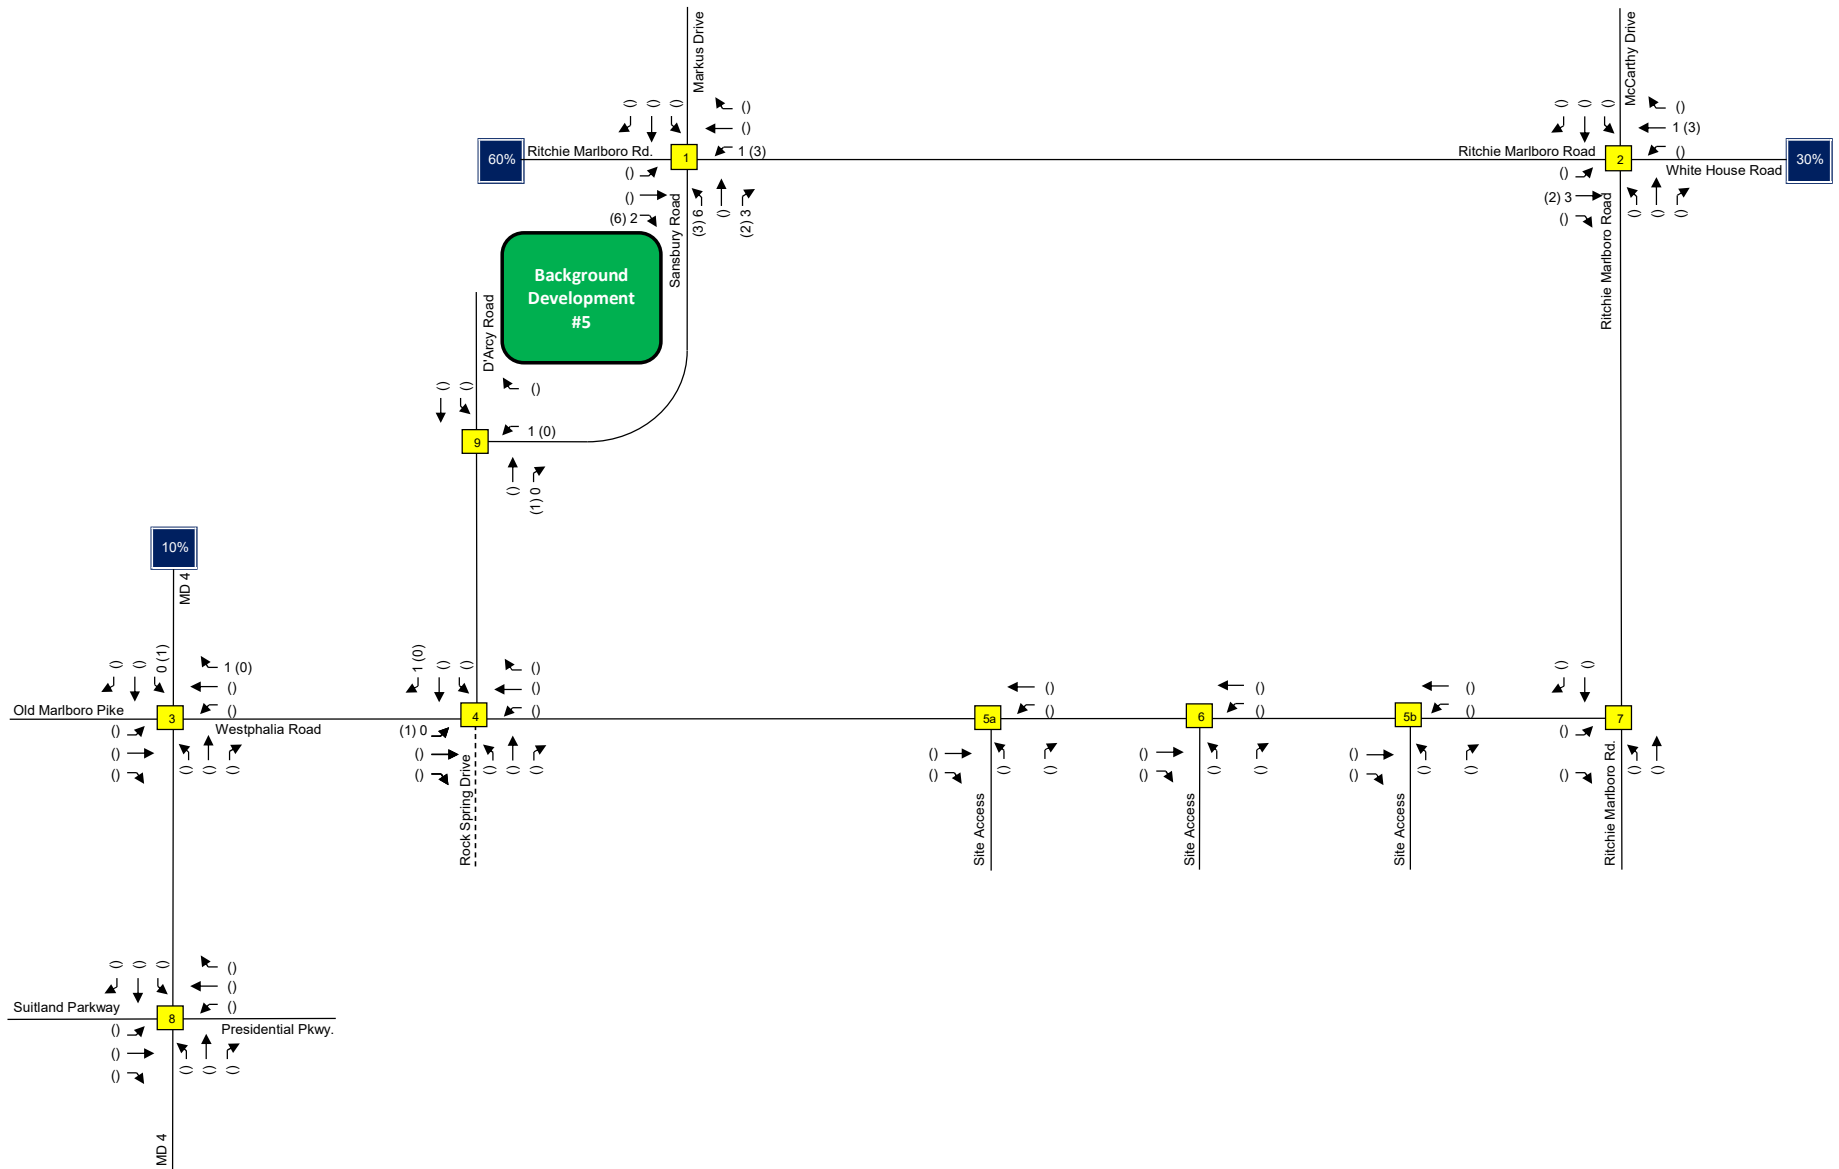 Markus Drive
McCarthy Drive
() () () ()
()
1 (3)
60%
Ritchie Marlboro Rd.
1
()
()
(6) 2
(3) 6
()
(2) 3
Sansbury Road
() () () ()
1 (3)
()
Ritchie Marlboro Road
2
White House Road
30%
()
(2) 3
()
() () ()
Ritchie Marlboro Road
Background
Development
#5
D'Arcy Road
() () ()
1 (0)
9
()
(1) 0
10%
MD 4
() () 0 (1) 1 (0)
()
()
Old Marlboro Pike
3
Westphalia Road
()
()
()
() () ()
1 (0) () () ()
()
()
4
(1) 0
()
()
() () ()
Rock Spring Drive
()
()
5a
()
()
() ()
Site Access
()
()
6
()
()
() ()
Site Access
()
()
5b
()
()
() ()
Site Access
() ()
7
()
()
() ()
Ritchie Marlboro Rd.
() () () ()
()
()
Suitland Parkway
8
Presidential Pkwy.
()
()
()
() () ()
MD 4